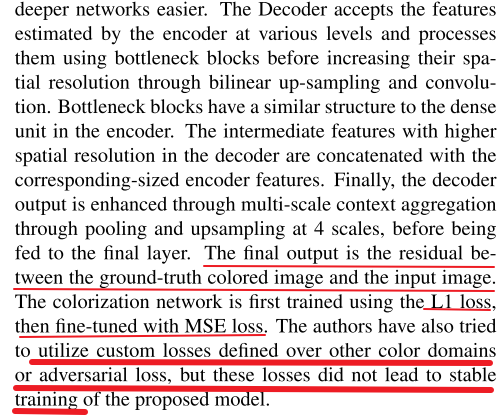 deeper networks easier. The Decoder accepts the features
estimated by the encoder at various levels and processes
them using bottleneck blocks before increasing their spa-
tial resolution through bilinear up-sampling and convolu-
tion. Bottleneck blocks have a similar structure to the dense
unit in the encoder. The intermediate features with higher
spatial resolution in the decoder are concatenated with the
corresponding-sized encoder features. Finally, the decoder
output is enhanced through multi-scale context aggregation
through pooling and upsampling at 4 scales, before being
fed to the final layer. The final output is the residual be-
tween the ground-truth colored image and the input image.
The colorization network is first trained using the L1 loss,
then fine-tuned with MSE loss. The authors have also tried
to utilize custom losses defined over other color domains
or adversarial loss, but these losses did not lead to stable
training of the proposed model.